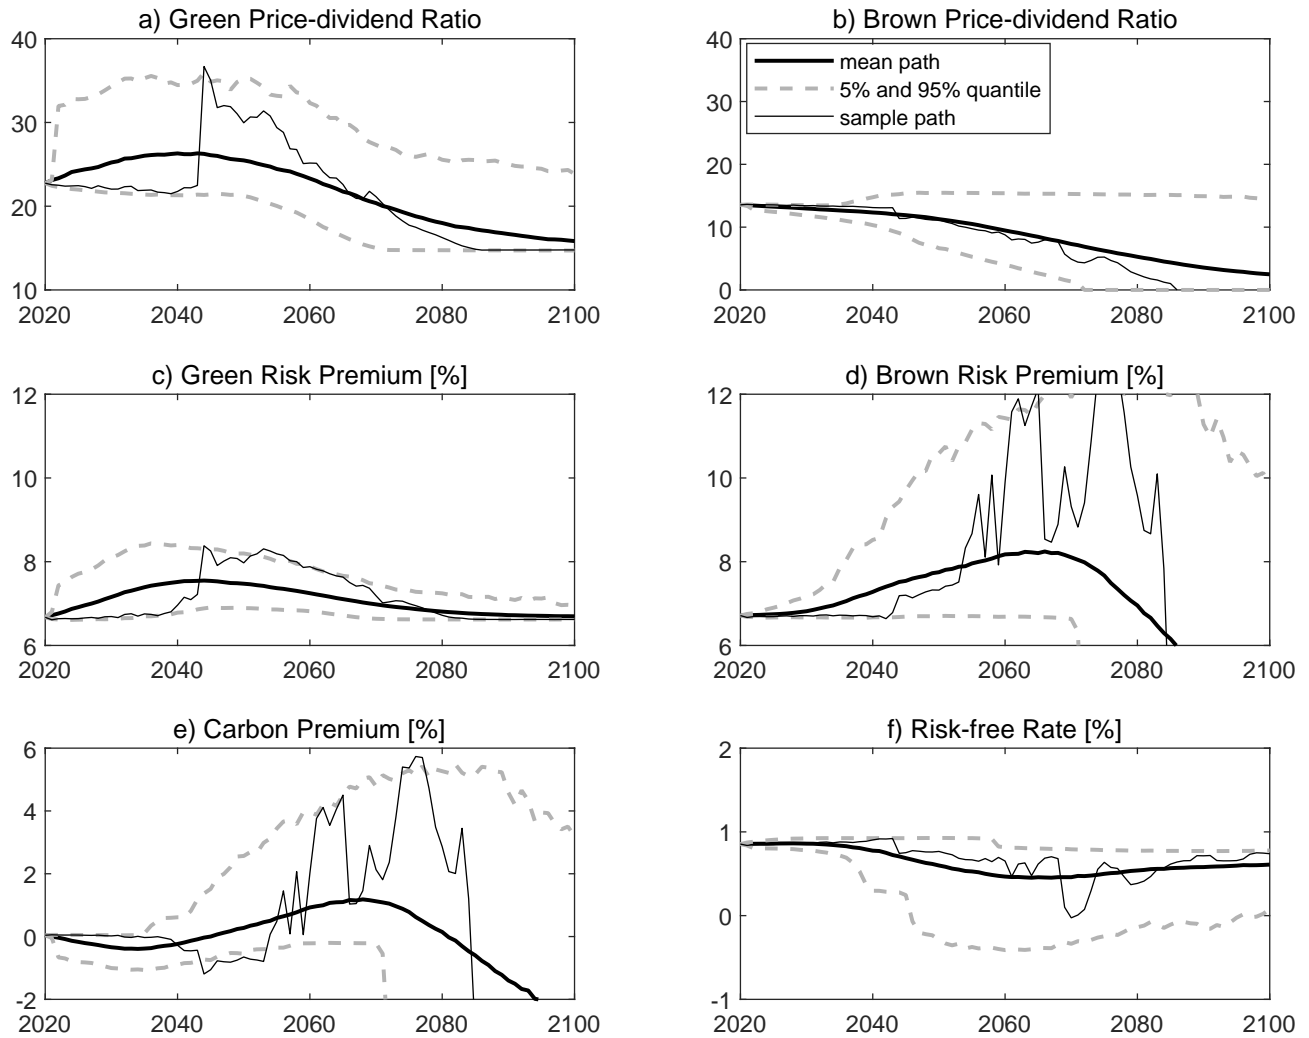 a) Green Price-dividend Ratio
40
30
20
10
2020 2040 2060 2080 2100
b) Brown Price-dividend Ratio
40
30
20
10
0
mean path
5% and 95% quantile
sample path
2020 2040 2060 2080 2100
c) Green Risk Premium [%]
12
10
8
6
2020 2040 2060 2080 2100
d) Brown Risk Premium [%]
12
10
8
6
2020 2040 2060 2080 2100
e) Carbon Premium [%]
6
4
2
0
-2
2020 2040 2060 2080 2100
f) Risk-free Rate [%]
2
1
0
-1
2020 2040 2060 2080 2100